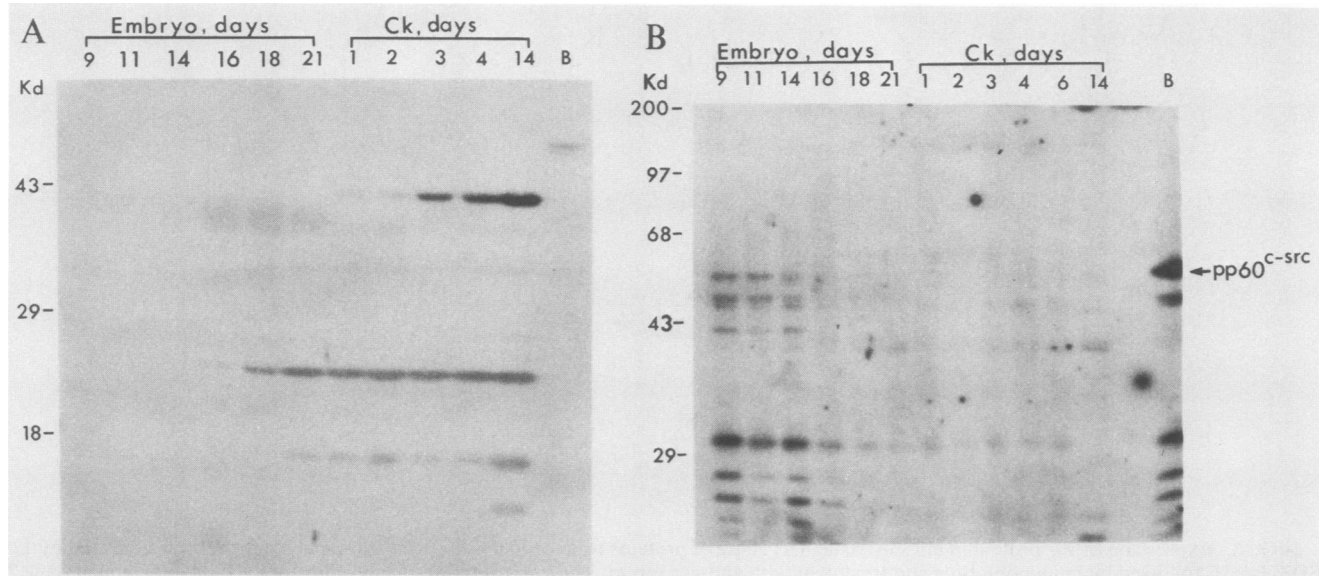 A
Embryo, days
Ck, days
9 11 14 16 18 21 1 2 3 4 14 B
Kd
43
29
18
B
Embryo, days
Ck, days
Kd 9 11 14 16 18 21 1 2 3 4 6 14 B
200
97
68
43
29
pp60c-src